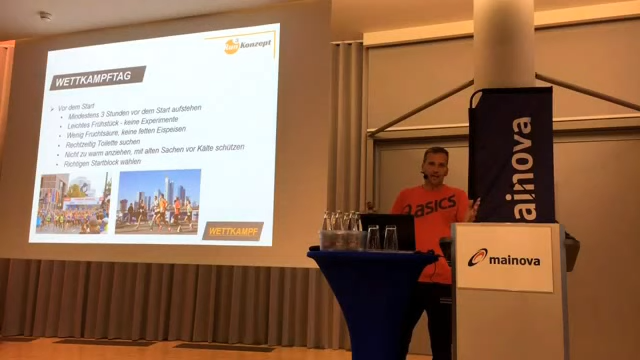 Run Konzept
WETTKAMPFTAG
Vor dem Start
Mindestens 3 Stunden vor dem Start aufstehen
Leichtes Frühstück - keine Experimente
Wenig Fruchtsäure, keine fetten Eispeisen
Rechtzeitig Toilette suchen
Nicht zu warm anziehen, mit alten Sachen vor Kälte schützen
Richtigen Startblock wählen
WETTKAMPF
asics
mainova
mainova